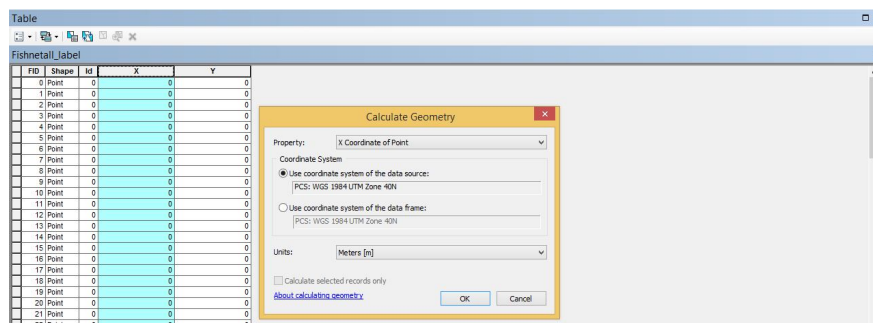 Table
Fishnetall_label
FID Shape Id X Y
0 Point 0 0 0
1 Point 0 0 0
2 Point 0 0 0
3 Point 0 0 0
4 Point 0 0 0
5 Point 0 0 0
6 Point 0 0 0
7 Point 0 0 0
8 Point 0 0 0
9 Point 0 0 0
10 Point 0 0 0
11 Point 0 0 0
12 Point 0 0 0
13 Point 0 0 0
14 Point 0 0 0
15 Point 0 0 0
16 Point 0 0 0
17 Point 0 0 0
18 Point 0 0 0
19 Point 0 0 0
20 Point 0 0 0
21 Point 0 0 0
Calculate Geometry
Property: X Coordinate of Point
Coordinate System
Use coordinate system of the data source:
PCS: WGS 1984 UTM Zone 40N
Use coordinate system of the data frame:
PCS: WGS 1984 UTM Zone 40N
Units: Meters [m]
Calculate selected records only
About calculating geometry
OK Cancel